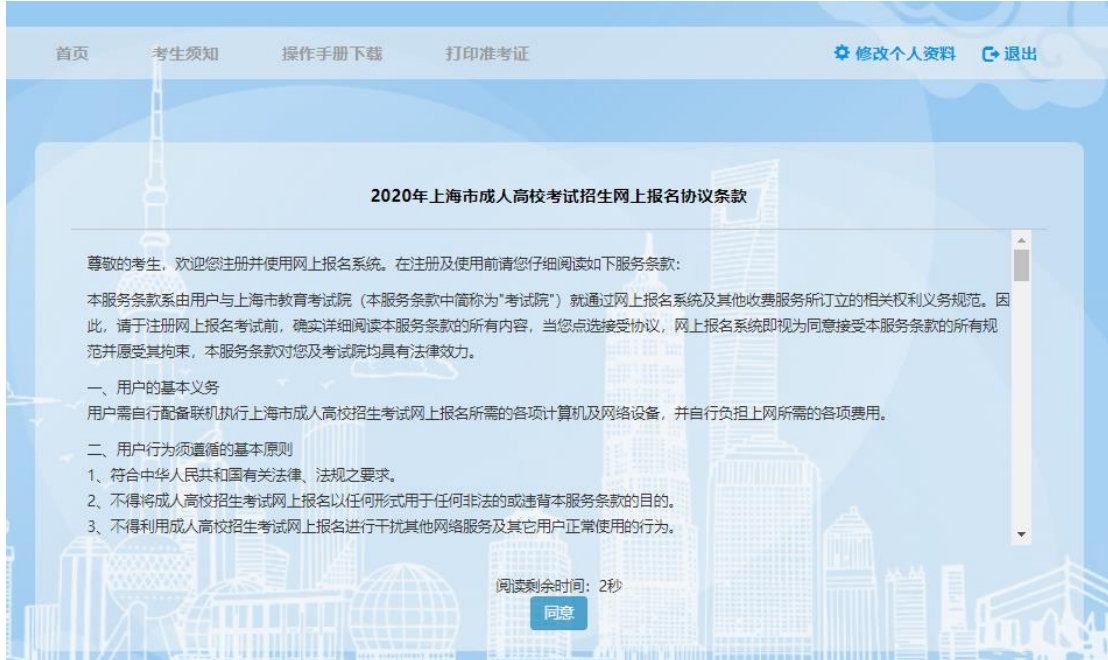 首页 考生须知 操作手册下载 打印准考证 修改个人资料 退出
2020年上海市成人高校考试招生网上报名协议条款
尊敬的考生，欢迎您注册并使用网上报名系统。在注册及使用前请您仔细阅读如下服务条款：
本服务条款系由用户与上海市教育考试院（本服务条款中简称为"考试院"）就通过网上报名系统及其他收费服务所订立的相关权利义务规范。因
此，请于注册网上报名考试前，确实详细阅读本服务条款的所有内容，当您点选接受协议，网上报名系统即视为同意接受本服务条款的所有规
范并愿受其拘束，本服务条款对您及考试院均具有法律效力。
一、用户的基本义务
用户需自行配备联机执行上海市成人高校招生考试网上报名所需的各项计算机及网络设备，并自行负担上网所需的各项费用。
二、用户行为须遵循的基本原则
1、符合中华人民共和国有关法律、法规之要求。
2、不得将成人高校招生考试网上报名以任何形式用于任何非法的或违背本服务条款的目的。
3、不得利用成人高校招生考试网上报名进行干扰其他网络服务及其它用户正常使用的行为。
阅读剩余时间：2秒
同意